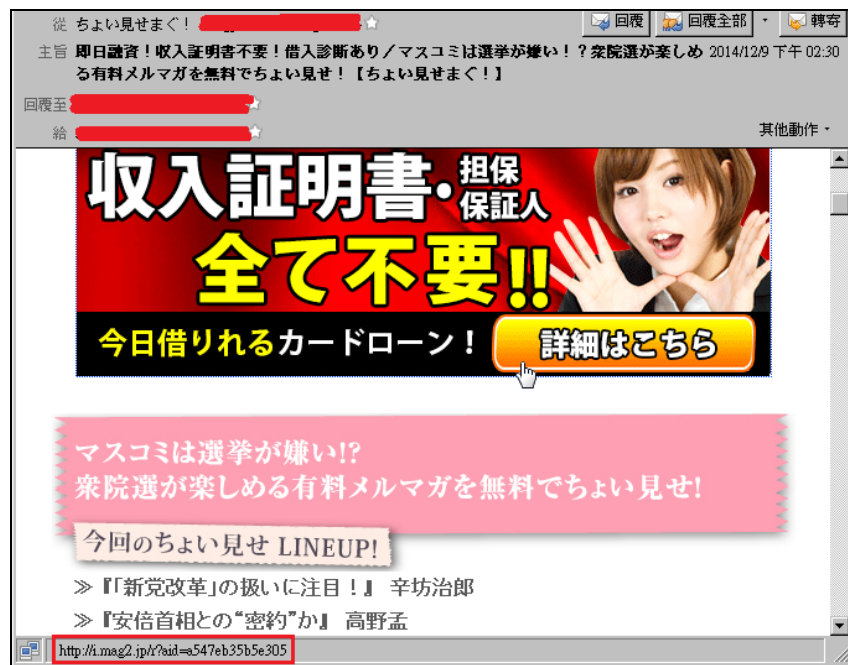 從 ちょい見せまぐ！
回覆 回覆全部 轉寄
主旨 即日融資！収入証明書不要！借入診断あり／マスコミは選挙が嫌い！？衆院選が楽しめ 2014/12/9 下午 02:30
る有料メルマガを無料でちょい見せ！【ちょい見せまぐ！】
回覆至
給 其他動作
収入証明書・担保
保証人
全て不要!!
今日借りれるカードローン！ 詳細はこちら
マスコミは選挙が嫌い!?
衆院選が楽しめる有料メルマガを無料でちょい見せ!
今回のちょい見せ LINEUP!
≫『「新党改革」の扱いに注目！』 辛坊治郎
≫『安倍首相との“密約”か』 高野孟
http://i.mag2.jp/r?aid=a547eb35b5e305